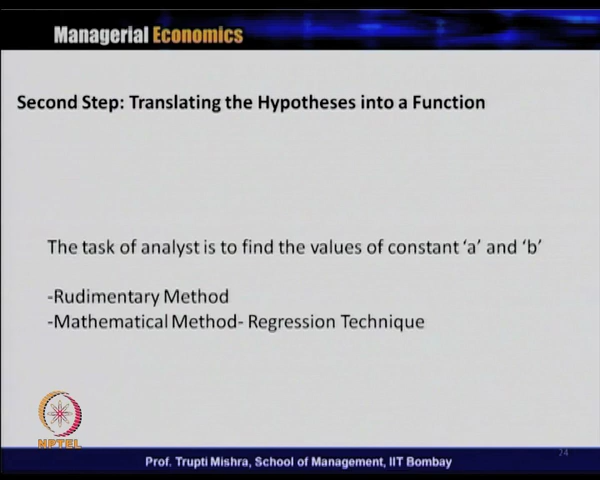 Managerial Economics
Second Step: Translating the Hypotheses into a Function
The task of analyst is to find the values of constant 'a' and 'b'
-Rudimentary Method
-Mathematical Method- Regression Technique
NPTEL
24
Prof. Trupti Mishra, School of Management, IIT Bombay